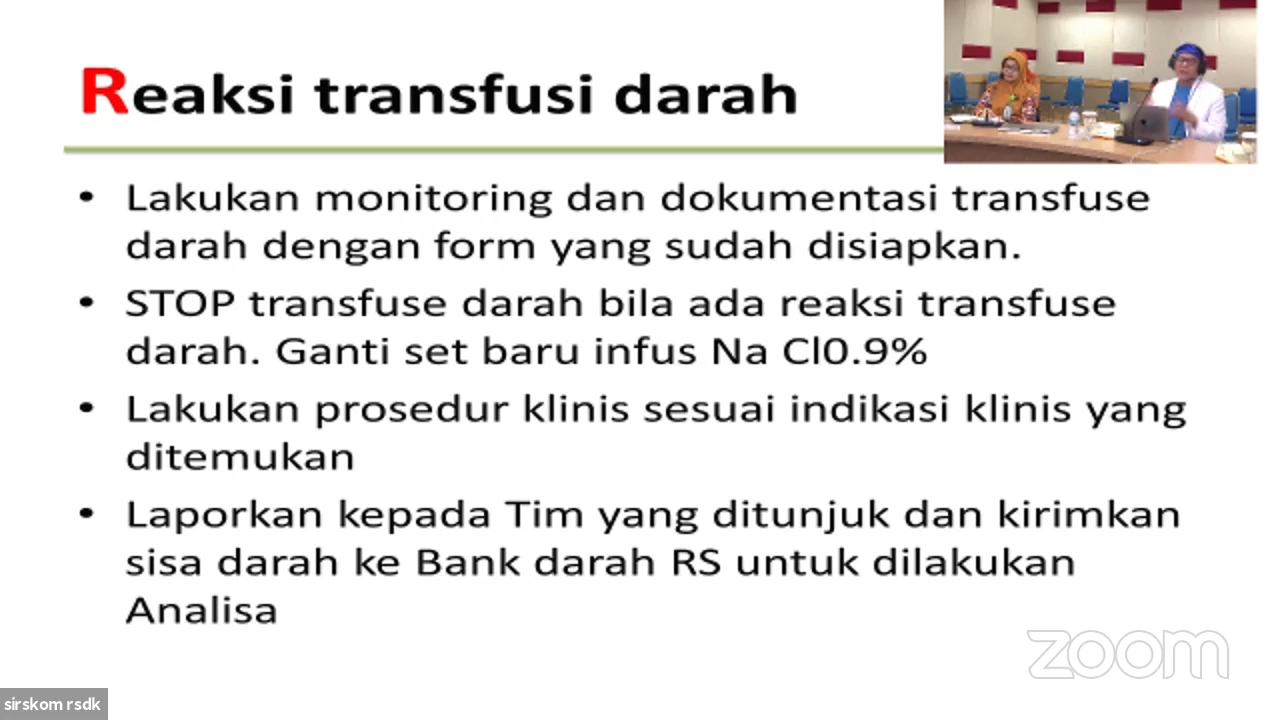 Reaksi transfusi darah
• Lakukan monitoring dan dokumentasi transfuse
darah dengan form yang sudah disiapkan.
• STOP transfuse darah bila ada reaksi transfuse
darah. Ganti set baru infus Na Cl0.9%
• Lakukan prosedur klinis sesuai indikasi klinis yang
ditemukan
• Laporkan kepada Tim yang ditunjuk dan kirimkan
sisa darah ke Bank darah RS untuk dilakukan
Analisa
zoom
sirskom rsdk